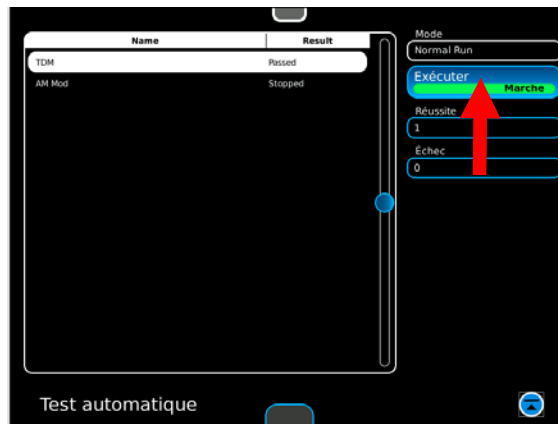 Name Result
TDM Passed
AM Mod Stopped
Mode
Normal Run
Exécuter
Marche
Réussite
1
Échec
0
Test automatique